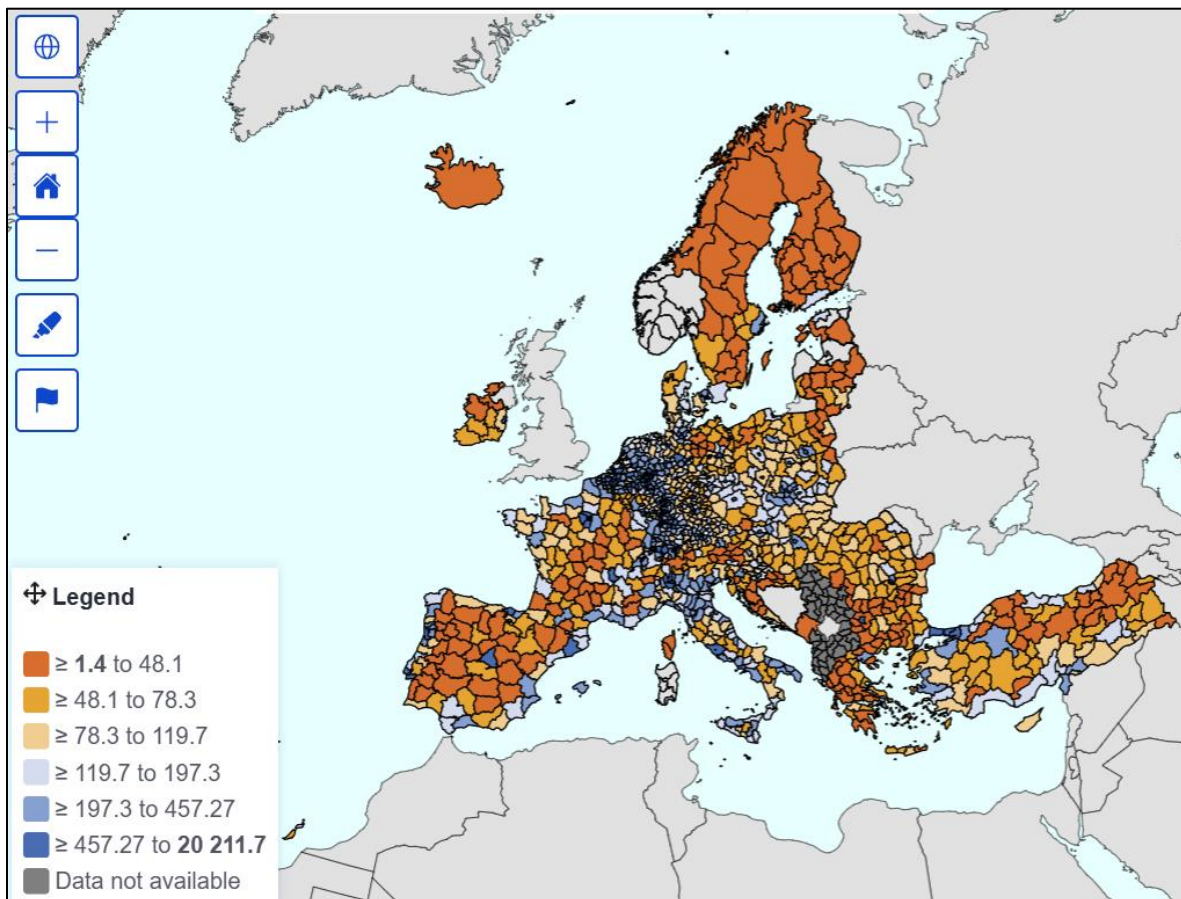 Legend
≥ 1.4 to 48.1
≥ 48.1 to 78.3
≥ 78.3 to 119.7
≥ 119.7 to 197.3
≥ 197.3 to 457.27
≥ 457.27 to 20 211.7
Data not available